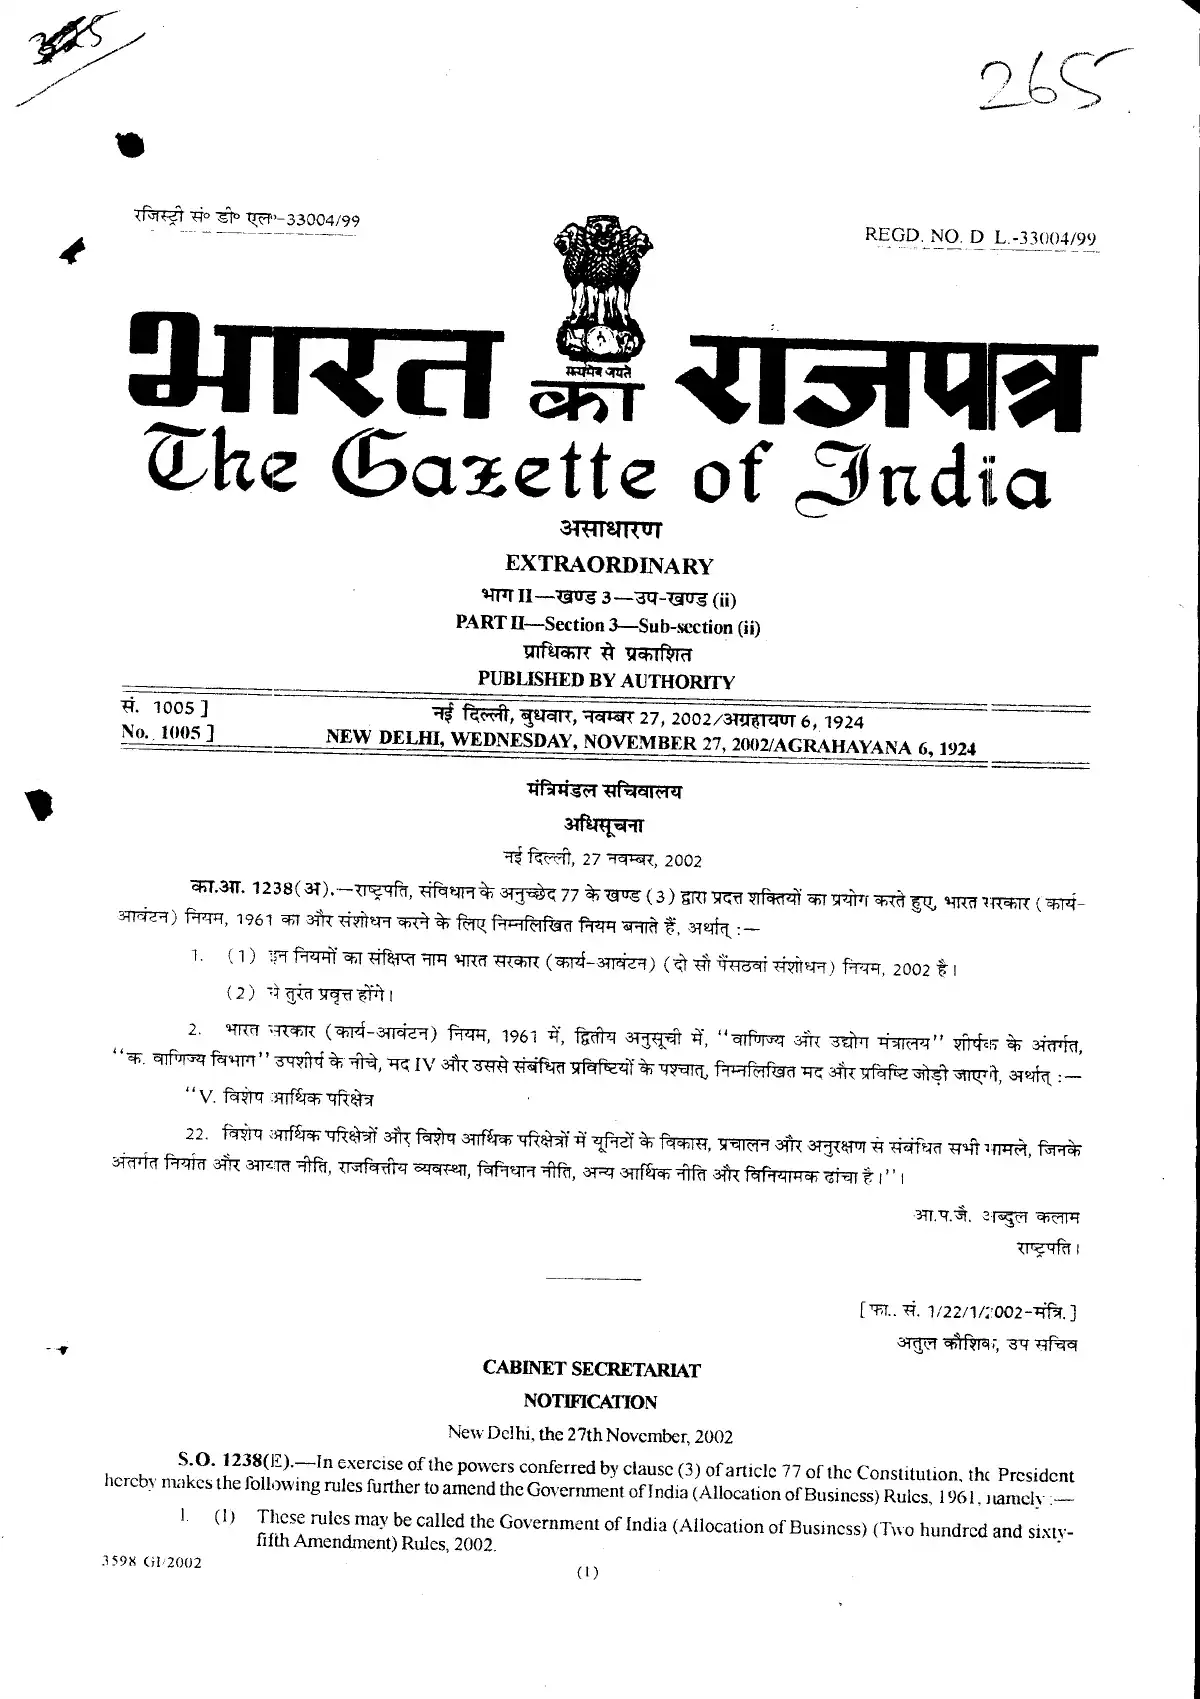 265
रजिस्ट्री सं० डी० एल०-33004/99
REGD. NO. D L.-33004/99
भारत का राजपत्र
The Gazette of India
असाधारण
EXTRAORDINARY
भाग II—खण्ड 3—उप-खण्ड (ii)
PART II—Section 3—Sub-section (ii)
प्राधिकार से प्रकाशित
PUBLISHED BY AUTHORITY
सं. 1005 ]
नई दिल्ली, बुधवार, नवम्बर 27, 2002/अग्रहायण 6, 1924
No. 1005 ]
NEW DELHI, WEDNESDAY, NOVEMBER 27, 2002/AGRAHAYANA 6, 1924
मंत्रिमंडल सचिवालय
अधिसूचना
नई दिल्ली, 27 नवम्बर, 2002
का.आ. 1238(अ).—राष्ट्रपति, संविधान के अनुच्छेद 77 के खण्ड (3) द्वारा प्रदत्त शक्तियों का प्रयोग करते हुए, भारत सरकार (कार्य-
आवंटन) नियम, 1961 का और संशोधन करने के लिए निम्नलिखित नियम बनाते हैं, अर्थात् :—
1. (1) इन नियमों का संक्षिप्त नाम भारत सरकार (कार्य-आवंटन) (दो सौ पैंसठवां संशोधन) नियम, 2002 है।
(2) ये तुरंत प्रवृत्त होंगे।
2. भारत सरकार (कार्य-आवंटन) नियम, 1961 में, द्वितीय अनुसूची में, "वाणिज्य और उद्योग मंत्रालय" शीर्षक के अंतर्गत,
"क. वाणिज्य विभाग" उपशीर्ष के नीचे, मद IV और उससे संबंधित प्रविष्टियों के पश्चात्, निम्नलिखित मद और प्रविष्टि जोड़ी जाएगी, अर्थात् :—
"V. विशेष आर्थिक परिक्षेत्र
22. विशेष आर्थिक परिक्षेत्रों और विशेष आर्थिक परिक्षेत्रों में यूनिटों के विकास, प्रचालन और अनुरक्षण से संबंधित सभी मामले, जिनके
अंतर्गत निर्यात और आयात नीति, राजवित्तीय व्यवस्था, विनिधान नीति, अन्य आर्थिक नीति और विनियामक ढांचा है।"।
आ.प.जै. अब्दुल कलाम
राष्ट्रपति।
[फा.. सं. 1/22/1/2002-मंत्रि.]
अतुल कौशिक, उप सचिव
CABINET SECRETARIAT
NOTIFICATION
New Delhi, the 27th November, 2002
S.O. 1238(E).—In exercise of the powers conferred by clause (3) of article 77 of the Constitution, the President
hereby makes the following rules further to amend the Government of India (Allocation of Business) Rules, 1961, namely :—
1. (1) These rules may be called the Government of India (Allocation of Business) (Two hundred and sixty-
fifth Amendment) Rules, 2002.
3598 GI/2002
(1)